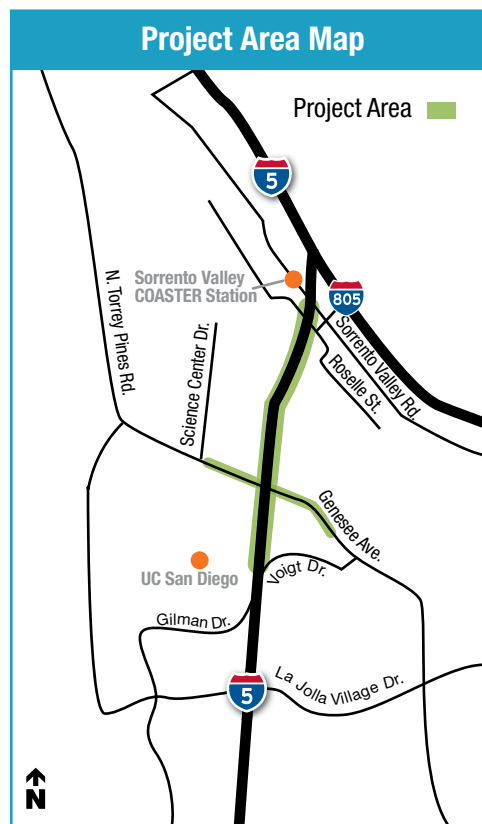 Project Area Map
Project Area
5
Sorrento Valley
COASTER Station
805
N. Torrey Pines Rd.
Science Center Dr.
Sorrento Valley Rd.
Roselle St.
Genesee Ave.
UC San Diego
Voigt Dr.
Gilman Dr.
La Jolla Village Dr.
5
N